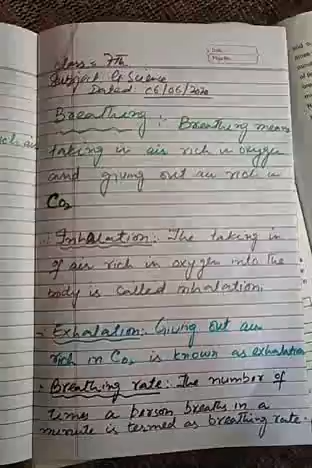 Class = 7th
Subject G Science
Dated: 06/06/2020
Breathing : Breathing means
taking in air rich in oxygen
and giving out air rich in
Co2
Inhalation: The taking in
of air rich in oxygen into the
body is called inhalation.
Exhalation: Giving out air
rich in Co2 is known as exhalation
Breathing rate: The number of
times a person breaths in a
minute is termed as breathing rate.